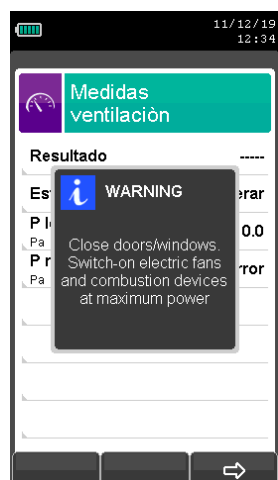 11/12/19
12:34
Medidas
ventilaciòn
Resultado -----
WARNING
Close doors/windows.
Switch-on electric fans
and combustion devices
at maximum power
0.0
Pa
Pa